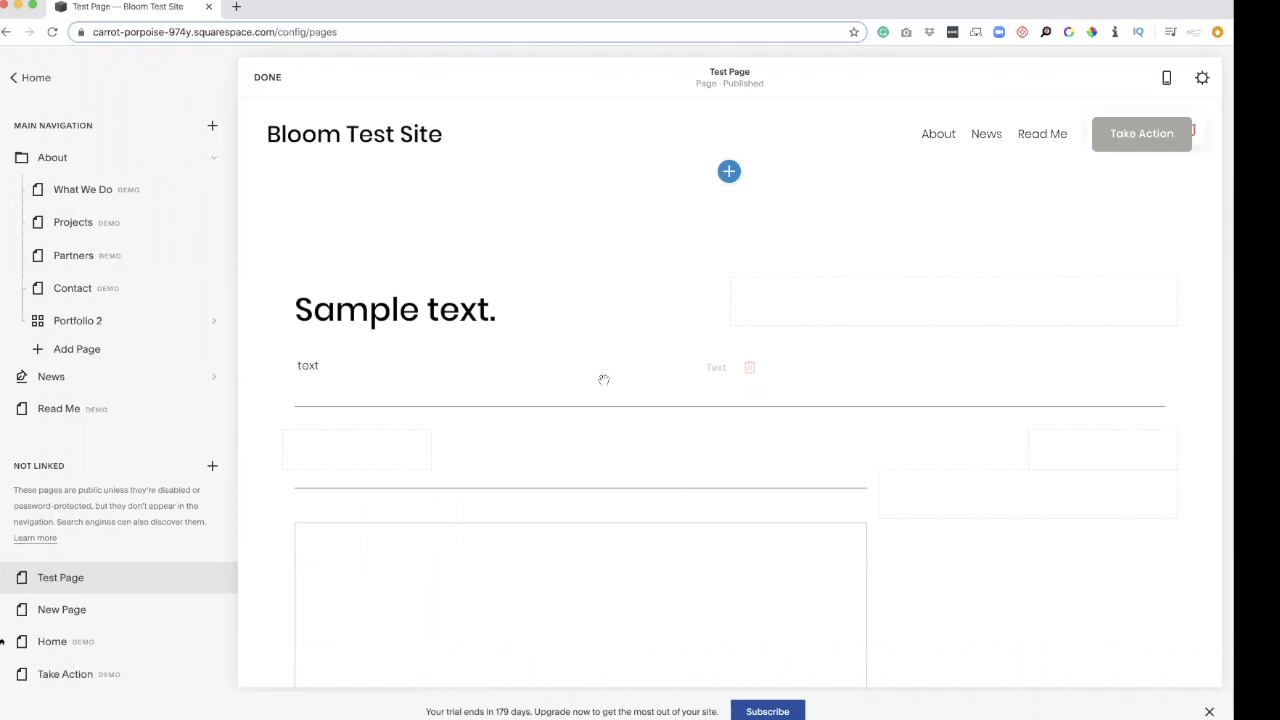 Test Page — Bloom Test Site
carrot-porpoise-974y.squarespace.com/config/pages
IQ
Home
DONE
Test Page
Page · Published
MAIN NAVIGATION
Bloom Test Site
About
News
Read Me
Take Action
About
What We Do DEMO
Projects DEMO
Partners DEMO
Contact DEMO
Portfolio 2
Add Page
News
Read Me DEMO
Sample text.
text
Text
NOT LINKED
These pages are public unless they're disabled or
password-protected, but they don't appear in the
navigation. Search engines can also discover them.
Learn more
Test Page
New Page
Home DEMO
Take Action DEMO
Your trial ends in 179 days. Upgrade now to get the most out of your site.
Subscribe